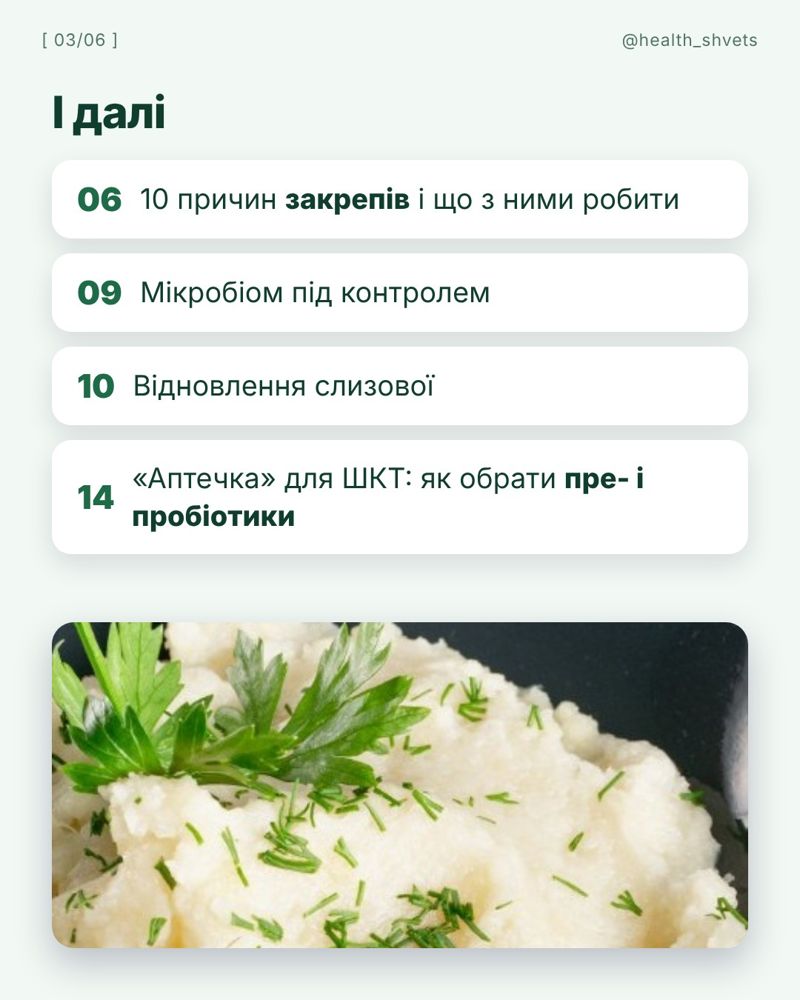 [ 03/06 ]
@health_shvets
І далі
06 10 причин закрепів і що з ними робити
09 Мікробіом під контролем
10 Відновлення слизової
14 «Аптечка» для ШКТ: як обрати пре- і
пробіотики